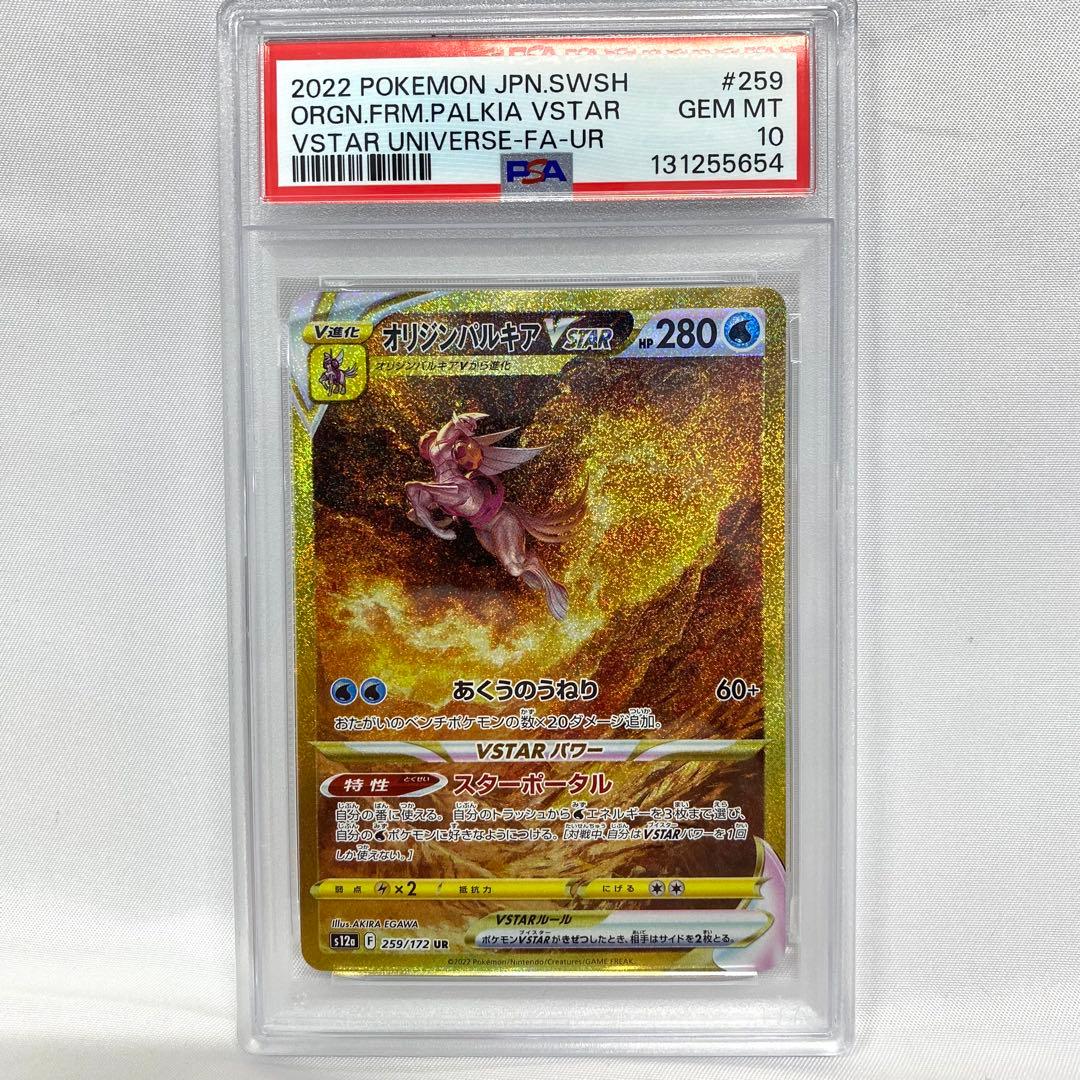 2022 POKEMON JPN.SWSH #259
ORGN.FRM.PALKIA VSTAR GEM MT
VSTAR UNIVERSE-FA-UR 10
PSA 131255654
V進化 オリジンパルキア VSTAR HP 280
オリジンパルキアVから進化
あくうのうねり 60+
おたがいのベンチポケモンの数×20ダメージ追加。
VSTARパワー
特性 とくせい スターポータル
自分の番に使える。自分のトラッシュからエネルギーを3枚まで選び、
自分のポケモンに好きなようにつける。[対戦中、自分はVSTARパワーを1回
しか使えない。]
弱点 ×2 抵抗力 にげる
Illus.AKIRA EGAWA
VSTARルール
ポケモンVSTARがきぜつしたとき、相手はサイドを2枚とる。
s12a F 259/172 UR
©2022 Pokémon/Nintendo/Creatures/GAME FREAK.